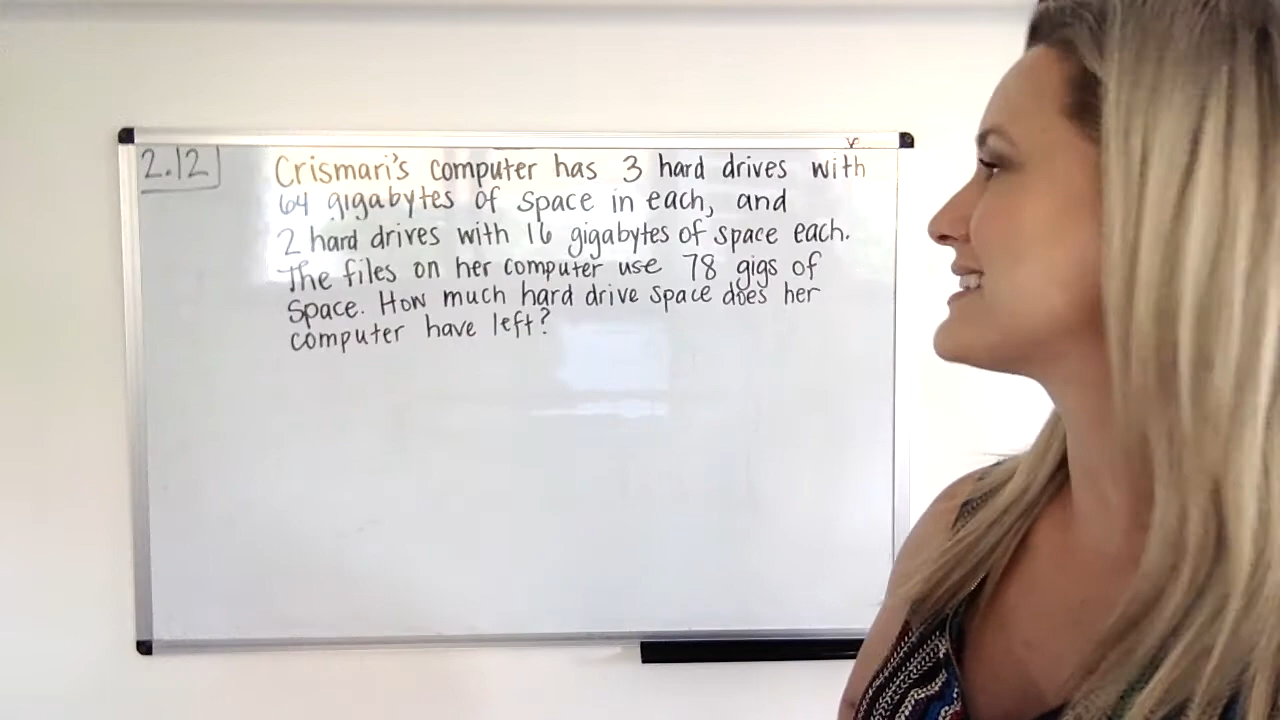 2.12
Crismari's computer has 3 hard drives with
64 gigabytes of space in each, and
2 hard drives with 16 gigabytes of space each.
The files on her computer use 78 gigs of
space. How much hard drive space does her
computer have left?